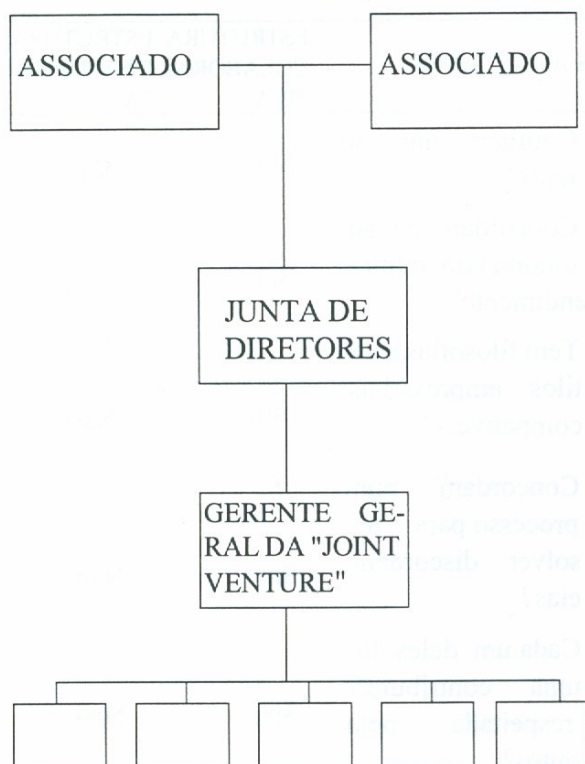 ASSOCIADO
ASSOCIADO
JUNTA DE
DIRETORES
GERENTE GE-
RAL DA "JOINT
VENTURE"